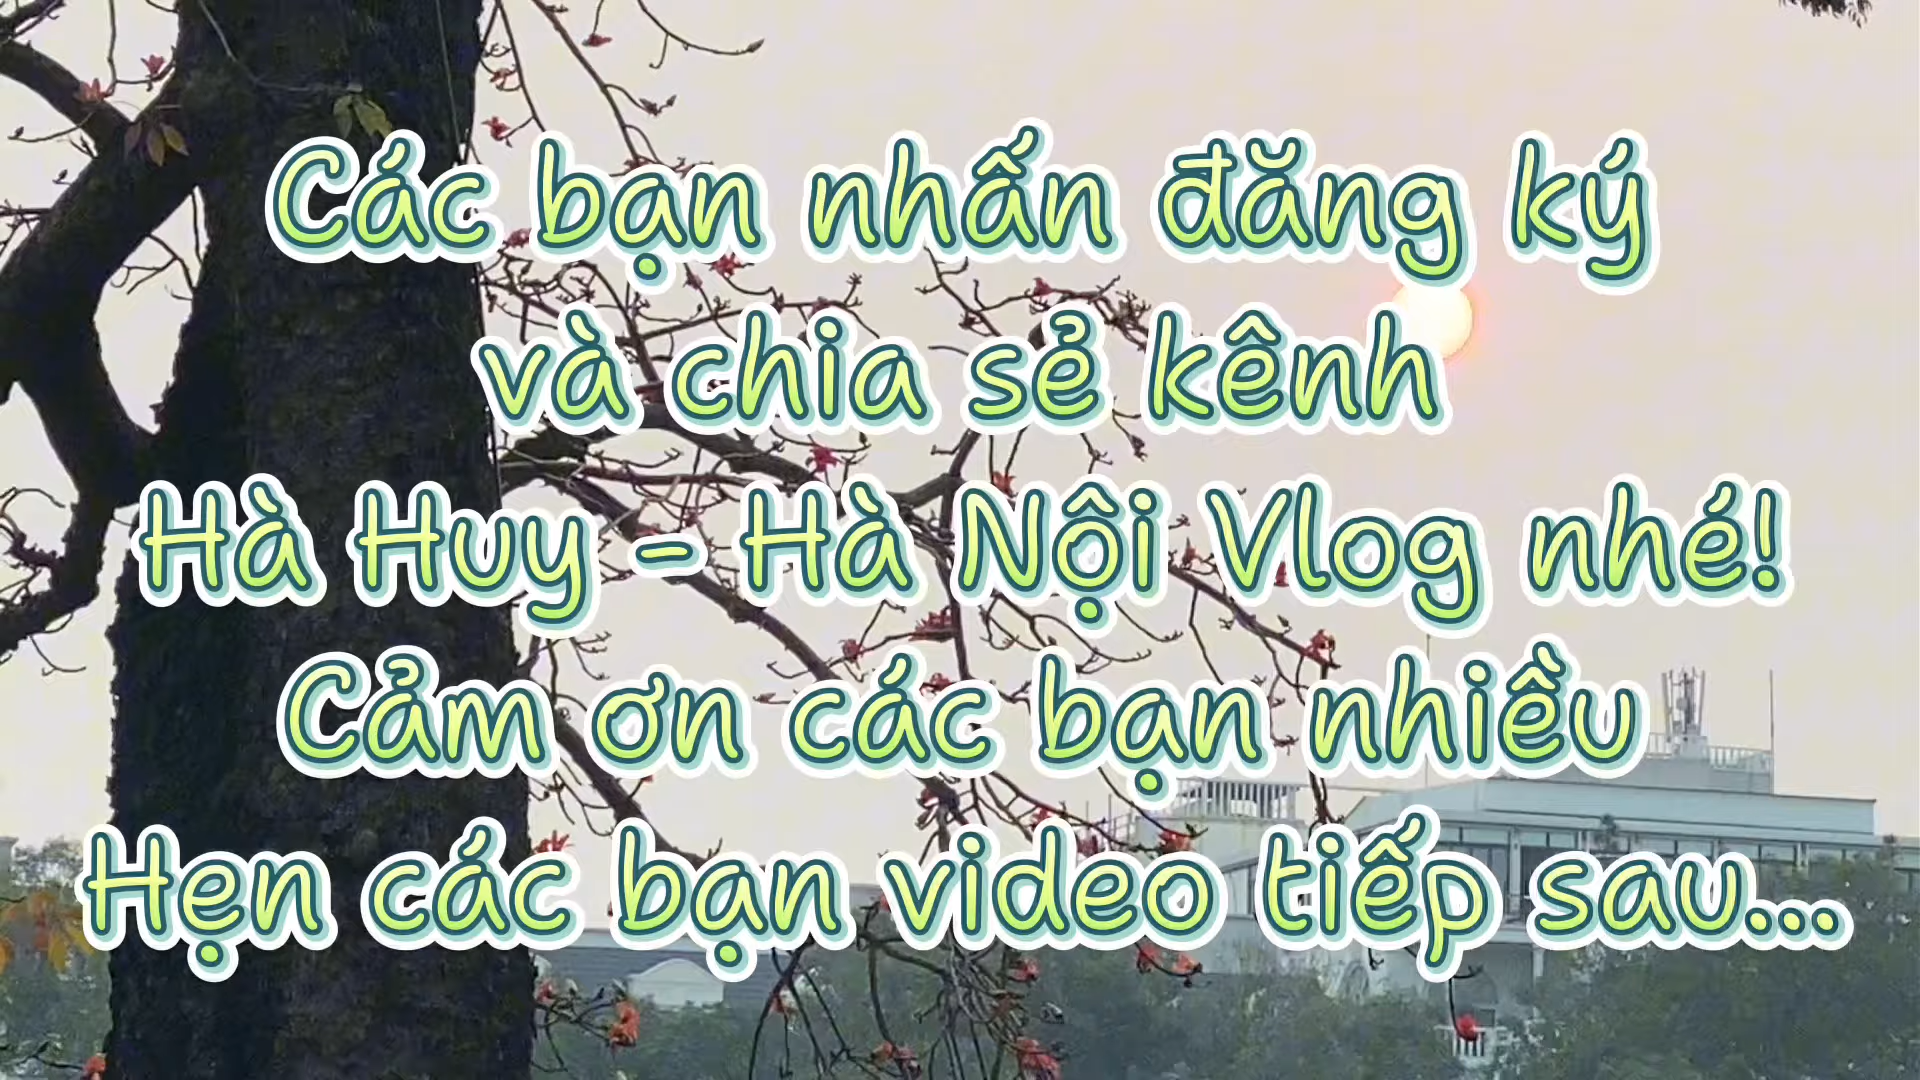 Các bạn nhấn đăng ký
và chia sẻ kênh
Hà Huy - Hà Nội Vlog nhé!
Cảm ơn các bạn nhiều
Hẹn các bạn video tiếp sau...